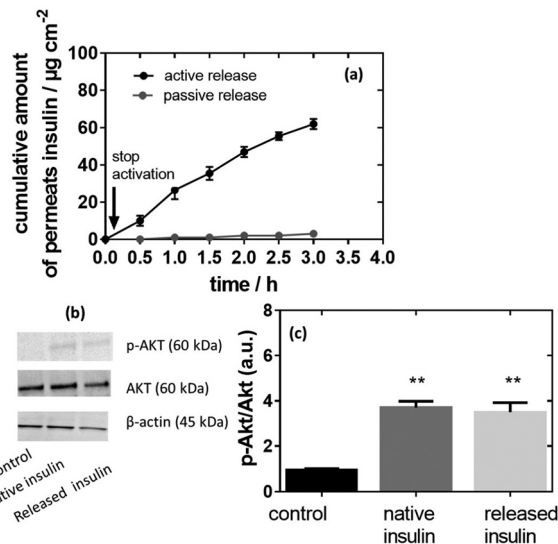 cumulative amount
of permeats insulin / µg cm-2
100
80
60
40
20
0
active release
passive release
(a)
stop
activation
0.0 0.5 1.0 1.5 2.0 2.5 3.0 3.5 4.0
time / h
(b)
p-AKT (60 kDa)
AKT (60 kDa)
β-actin (45 kDa)
Released insulin
(c)
p-Akt/Akt (a.u.)
8
6
4
2
0
** **
control native insulin released insulin